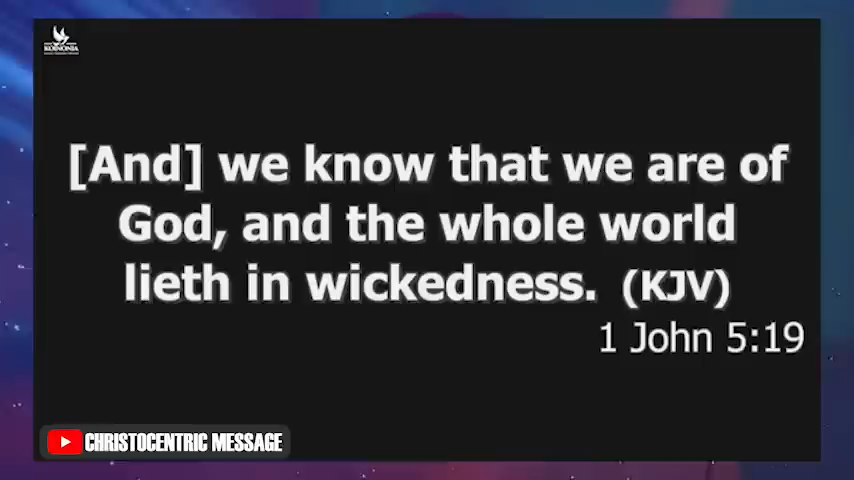 KOINONIA
[And] we know that we are of
God, and the whole world
lieth in wickedness. (KJV)
1 John 5:19
CHRISTOCENTRIC MESSAGE